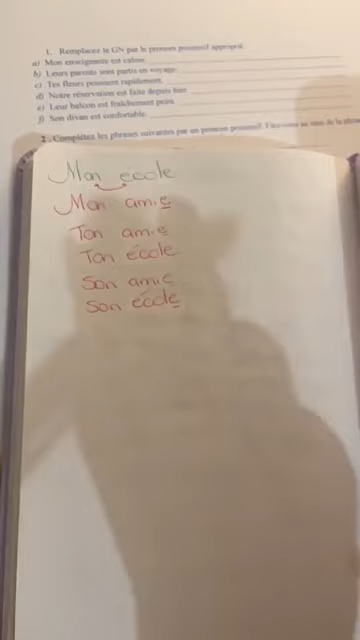 1. Remplacez le GN par le pronom possessif approprié.
a) Mon enseignante est calme.
b) Leurs parents sont partis en voyage.
c) Tes fleurs poussent rapidement.
d) Notre réservation est faite depuis hier.
e) Leur balcon est fraîchement peint.
f) Son divan est confortable.
2. Complétez les phrases suivantes par un pronom possessif.
Mon école
Mon amie
Ton amie
Ton école
Son amie
Son école